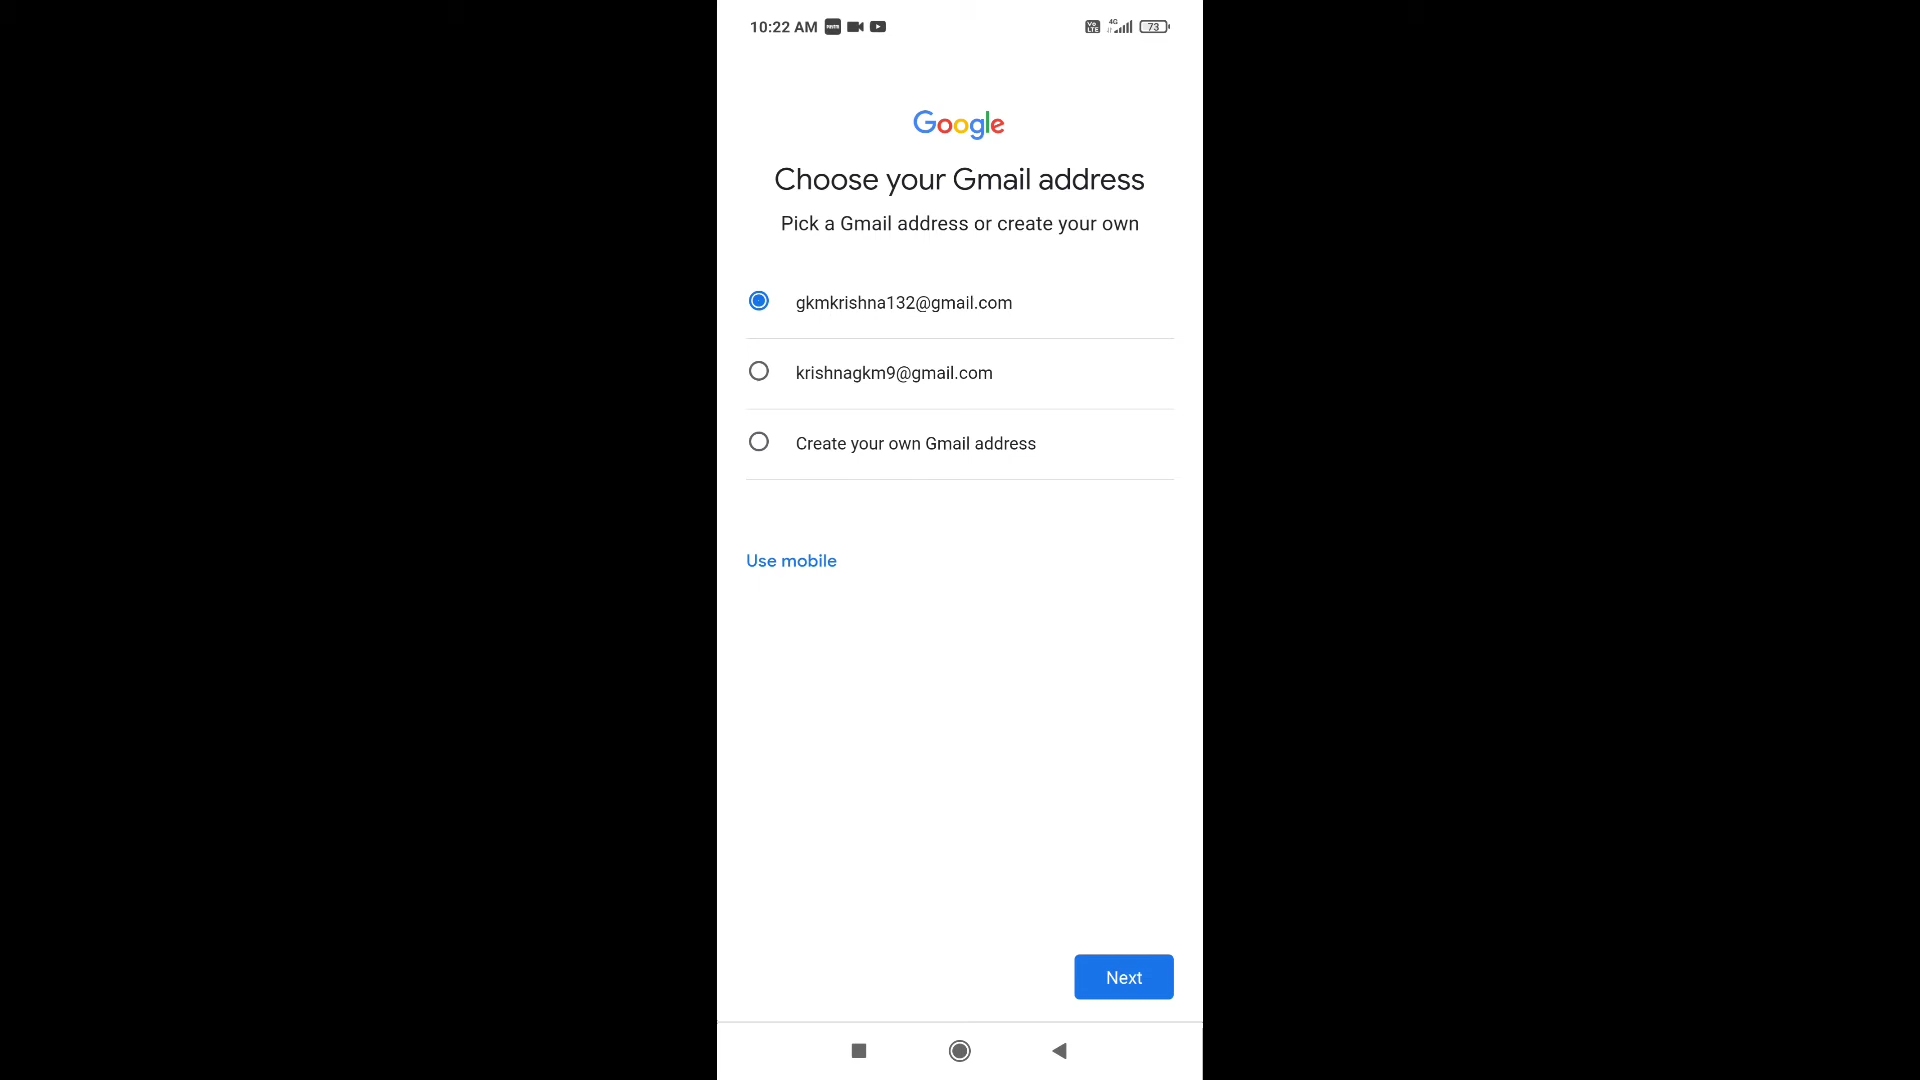 10:22 AM
4G
73
Google
Choose your Gmail address
Pick a Gmail address or create your own
gkmkrishna132@gmail.com
krishnagkm9@gmail.com
Create your own Gmail address
Use mobile
Next